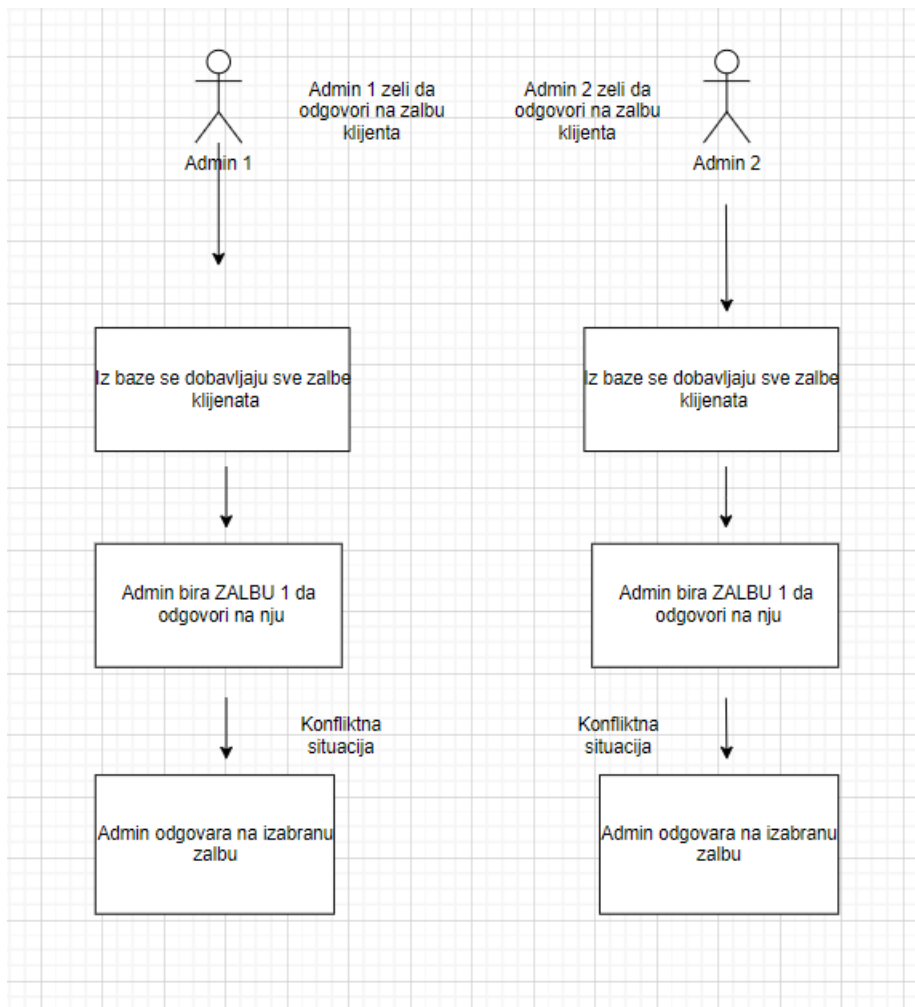 Admin 1 zeli da
odgovori na zalbu
klijenta
Admin 2 zeli da
odgovori na zalbu
klijenta
Admin 1
Admin 2
Iz baze se dobavljaju sve zalbe
klijenata
Iz baze se dobavljaju sve zalbe
klijenata
Admin bira ZALBU 1 da
odgovori na nju
Admin bira ZALBU 1 da
odgovori na nju
Konfliktna
situacija
Konfliktna
situacija
Admin odgovara na izabranu
zalbu
Admin odgovara na izabranu
zalbu